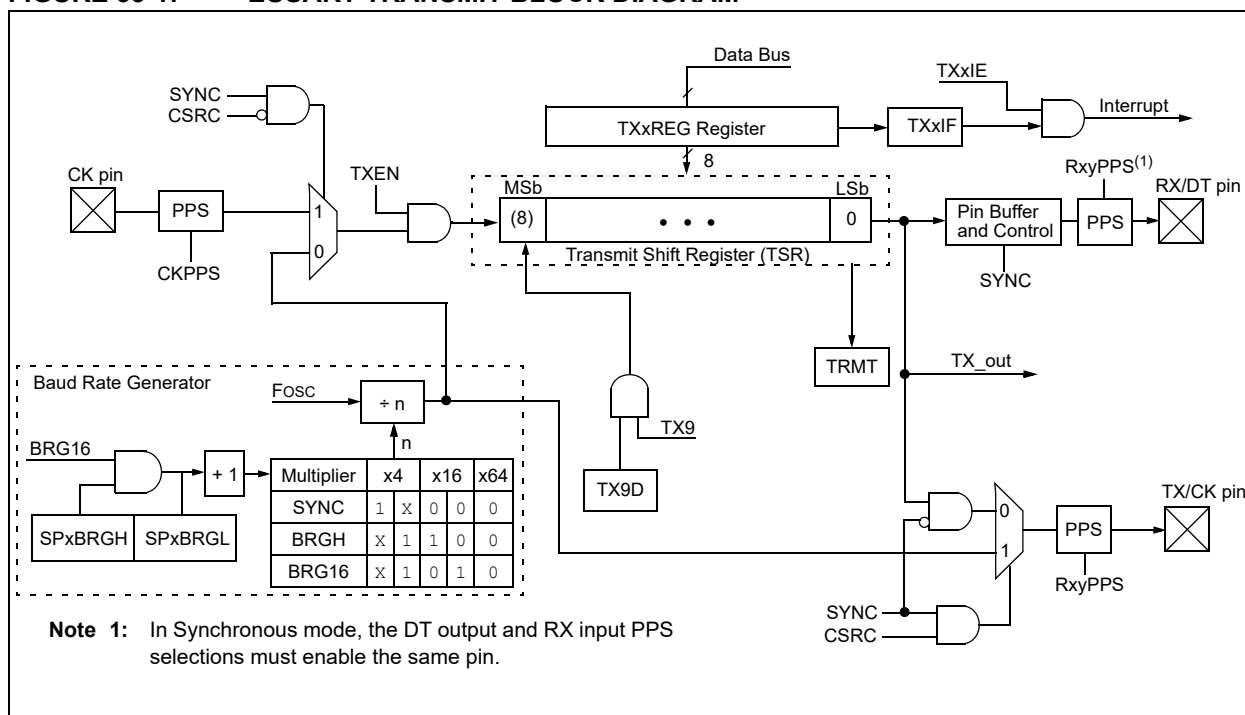 FIGURE 33-1: EUSART TRANSMIT BLOCK DIAGRAM
Data Bus
TXxIE
Interrupt
SYNC
CSRC
TXxREG Register
TXxIF
8
CK pin
PPS
CKPPS
1
0
TXEN
MSb
LSb
(8)
• • •
0
Transmit Shift Register (TSR)
RxyPPS(1)
RX/DT pin
Pin Buffer
and Control
PPS
SYNC
TRMT
TX_out
Baud Rate Generator
FOSC
÷ n
n
BRG16
+ 1
SPxBRGH SPxBRGL
Multiplier x4 x16 x64
SYNC 1 X 0 0 0
BRGH X 1 1 0 0
BRG16 X 1 0 1 0
TX9
TX9D
0
1
TX/CK pin
PPS
RxyPPS
SYNC
CSRC
Note 1: In Synchronous mode, the DT output and RX input PPS
selections must enable the same pin.